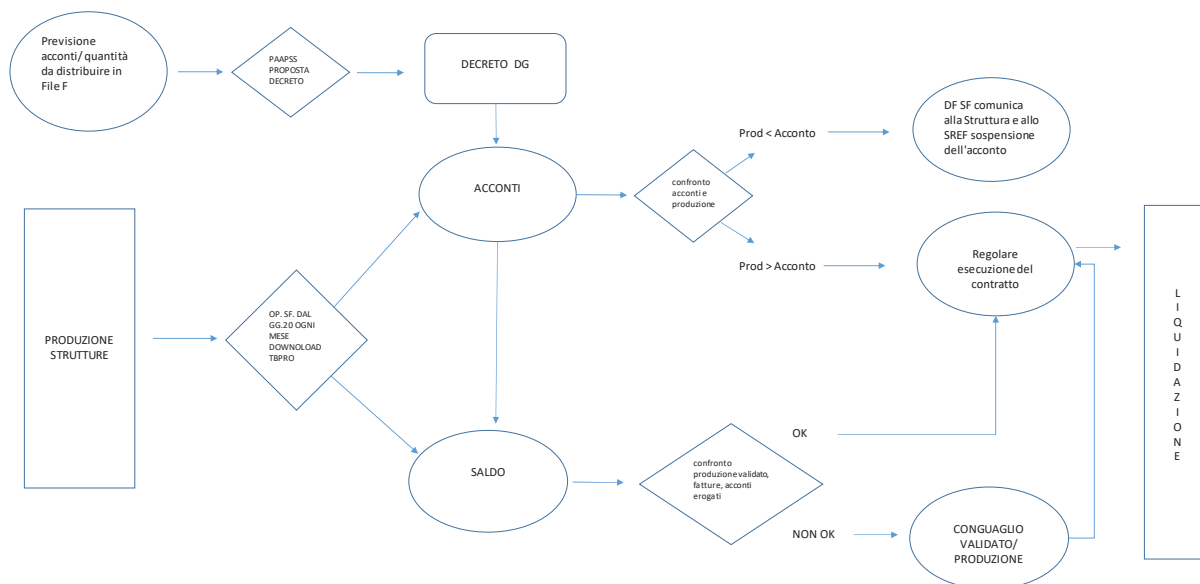 Previsione
acconti/ quantità
da distribuire in
File F
PAAPSS
PROPOSTA
DECRETO
DECRETO DG
DF SF comunica
alla Struttura e allo
SREF sospensione
dell'acconto
Prod < Acconto
ACCONTI
confronto
acconti e
produzione
Prod > Acconto
Regolare
esecuzione del
contratto
PRODUZIONE
STRUTTURE
OP. SF. DAL
GG.20 OGNI
MESE
DOWNOLOAD
TBPRO
L
I
Q
U
I
D
A
Z
I
O
N
E
SALDO
confronto
produzione validato,
fatture, acconti
erogati
OK
NON OK
CONGUAGLIO
VALIDATO/
PRODUZIONE